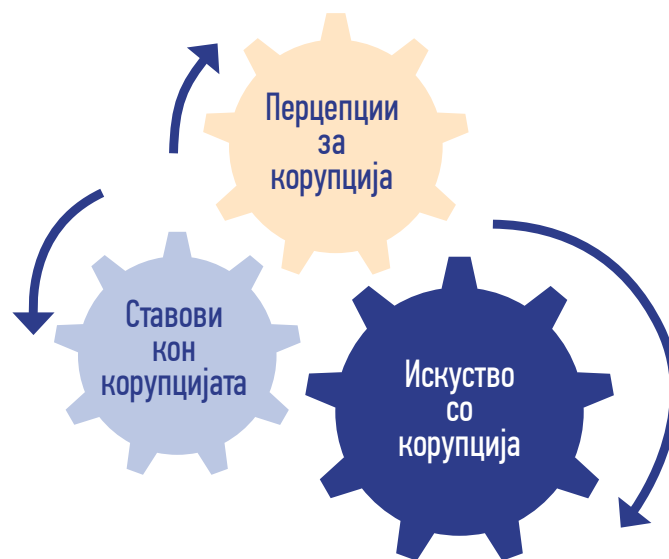 Перцепции
за
корупција
Ставови
кон
корупцијата
Искуство
со
корупција